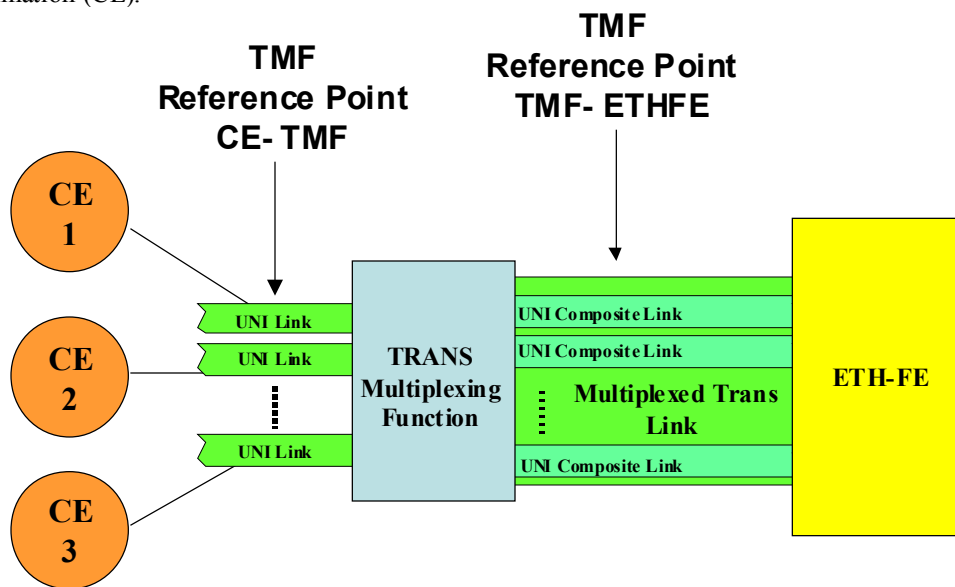 mation (CE).
TMF
Reference Point
CE- TMF
TMF
Reference Point
TMF- ETHFE
CE
1
UNI Link
UNI Link
UNI Link
CE
2
CE
3
TRANS
Multiplexing
Function
UNI Composite Link
UNI Composite Link
Multiplexed Trans
Link
UNI Composite Link
ETH-FE